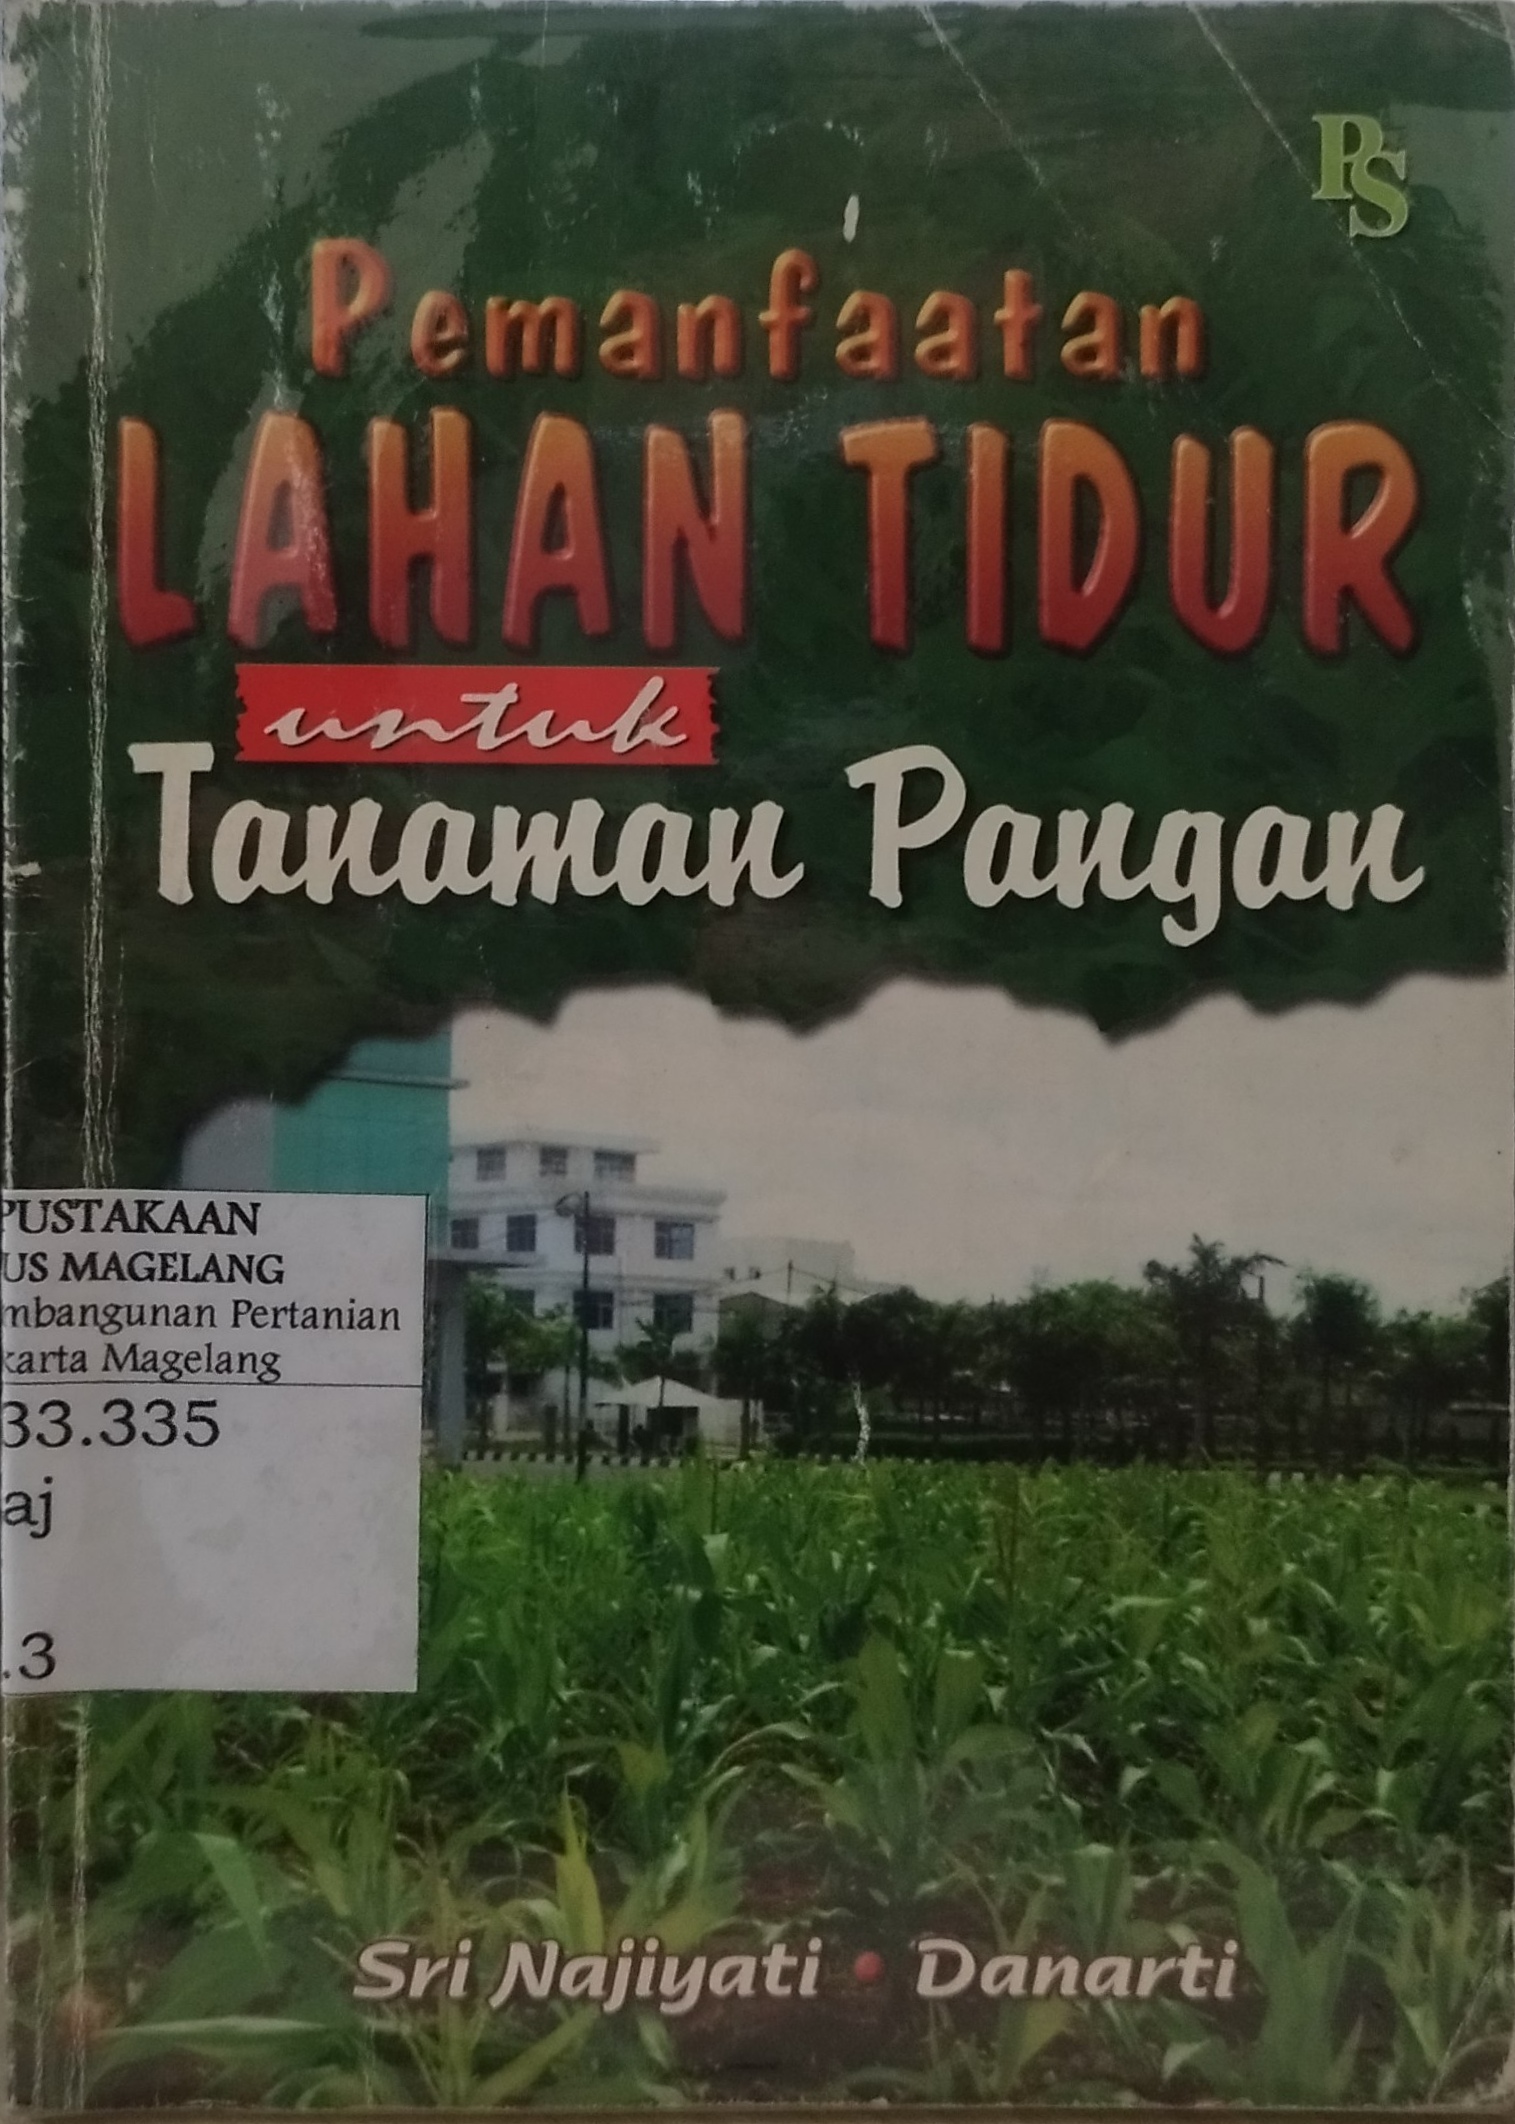 PS
Pemanfaatan
LAHAN TIDUR
untuk
Tanaman Pangan
PUSTAKAAN
US MAGELANG
mbangunan Pertanian
karta Magelang
33.335
aj
.3
Sri Najiyati • Danarti